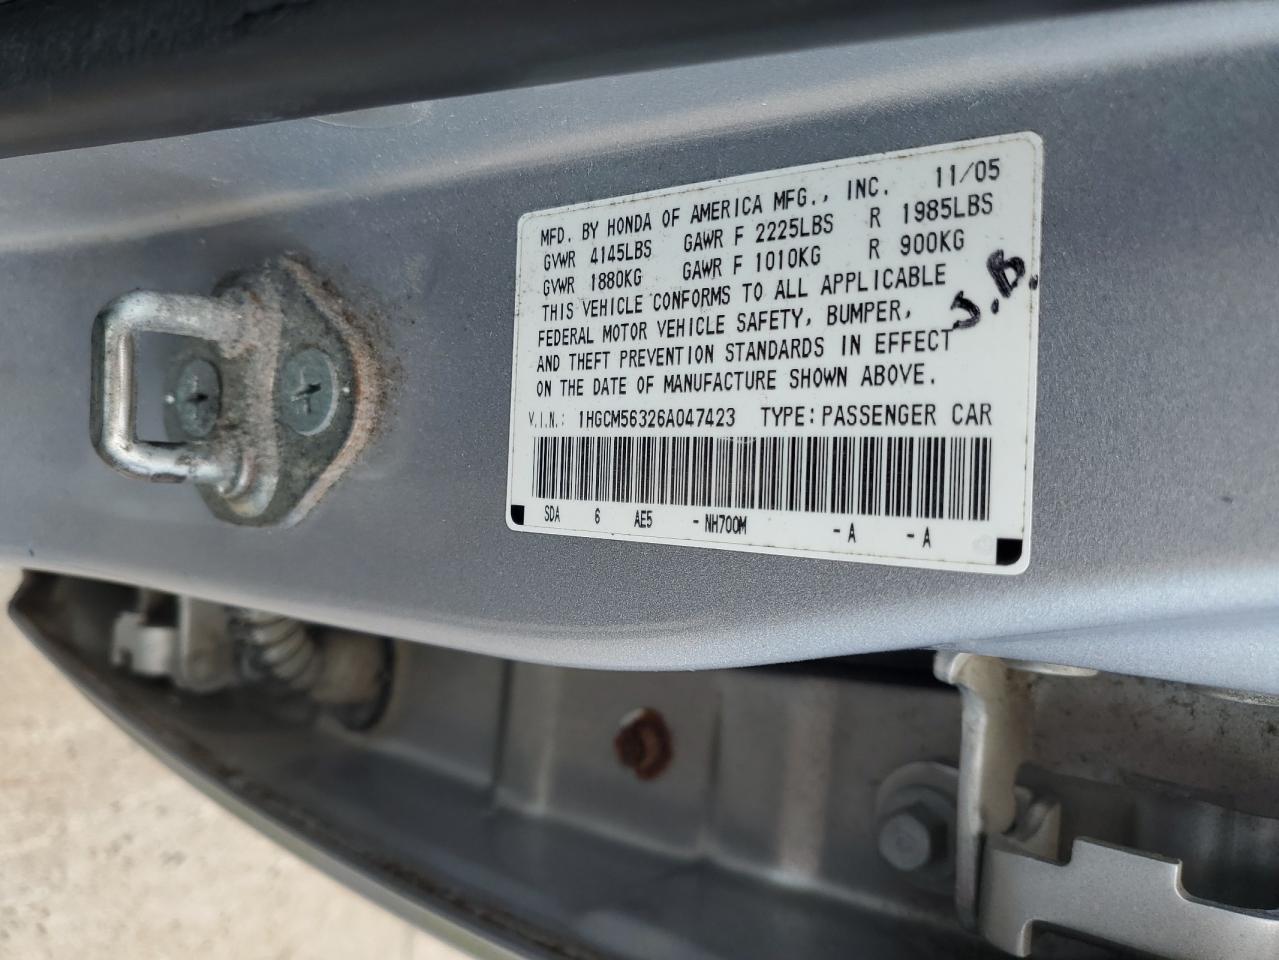 MFD. BY HONDA OF AMERICA MFG., INC. 11/05
GVWR 4145LBS GAWR F 2225LBS R 1985LBS
GVWR 1880KG GAWR F 1010KG R 900KG
THIS VEHICLE CONFORMS TO ALL APPLICABLE
FEDERAL MOTOR VEHICLE SAFETY, BUMPER,
AND THEFT PREVENTION STANDARDS IN EFFECT
ON THE DATE OF MANUFACTURE SHOWN ABOVE.
J.B.
V.I.N.: 1HGCM56326A047423 TYPE: PASSENGER CAR
SDA 6 AE5 - NH700M - A - A